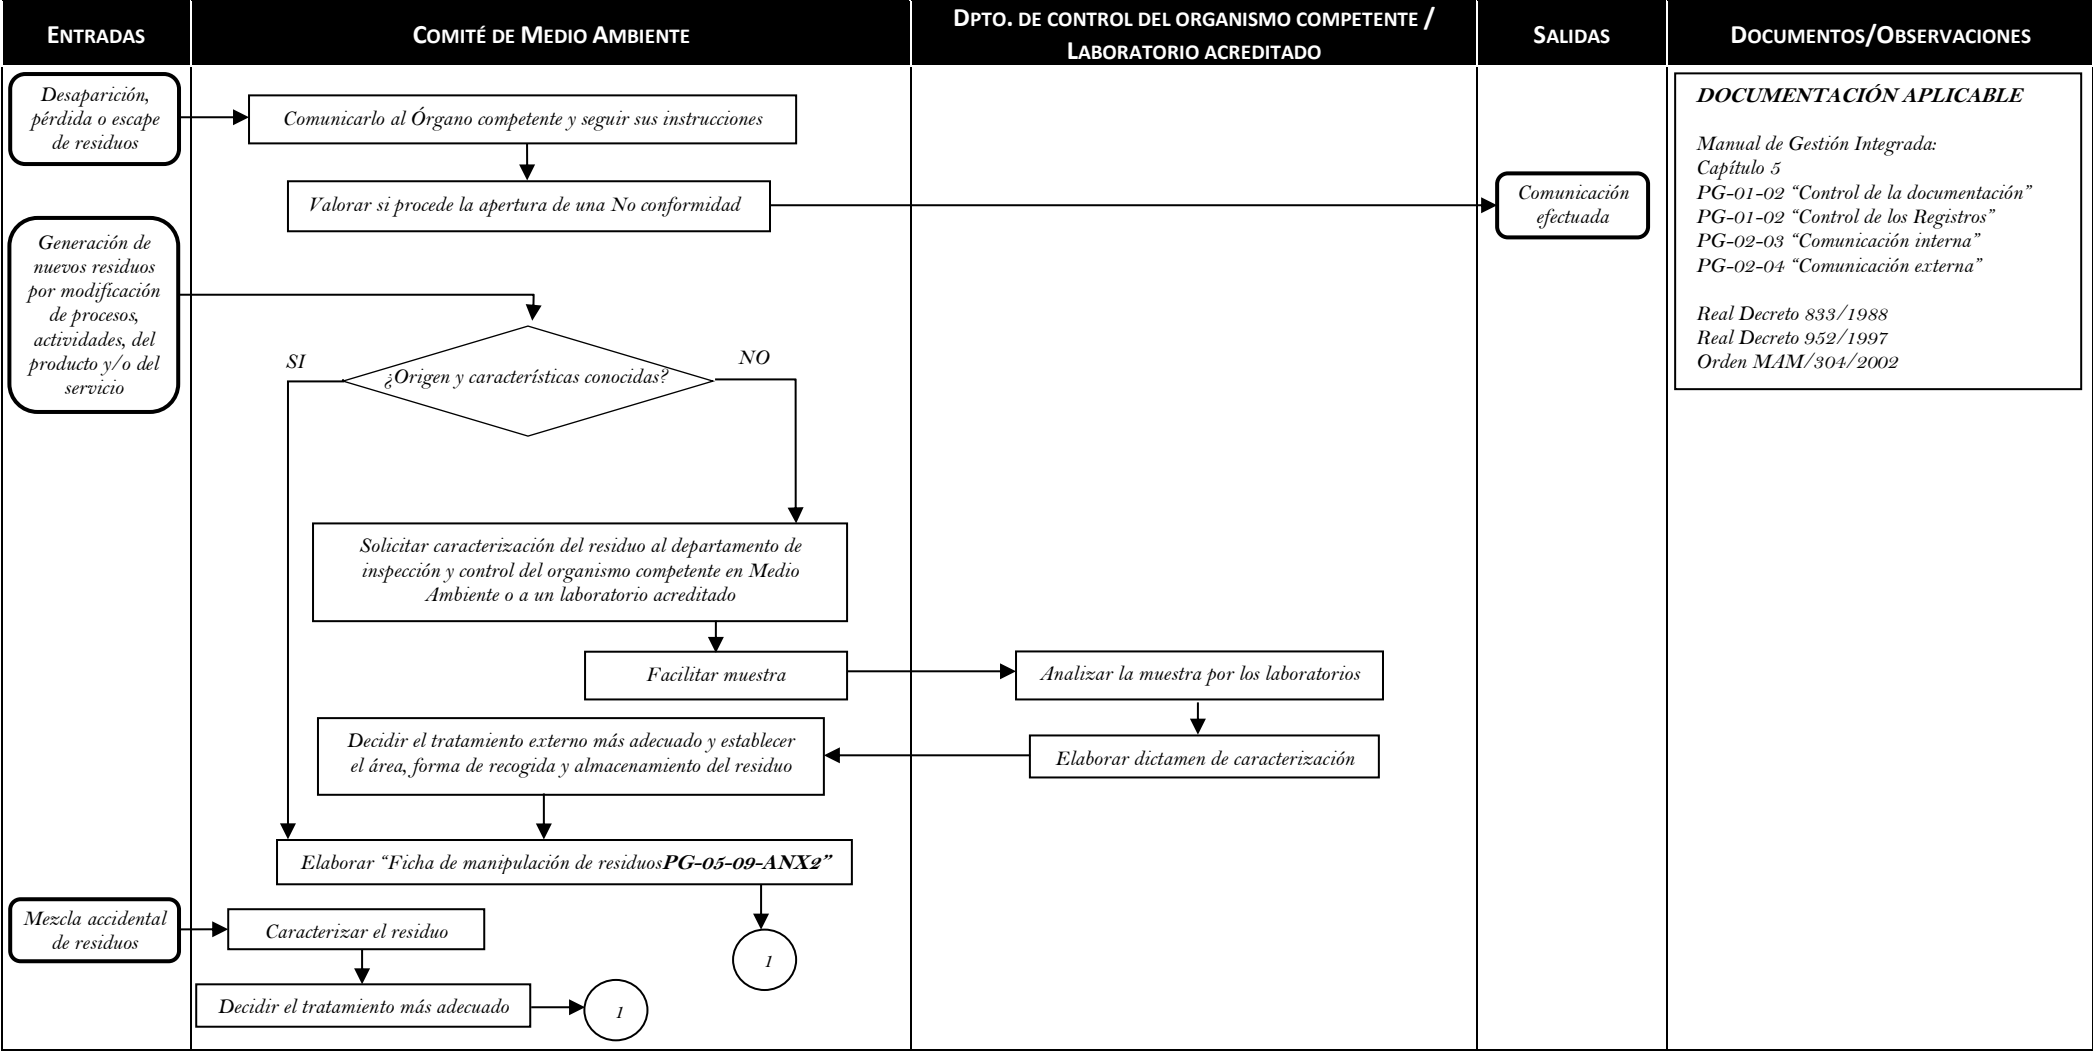 ENTRADAS
COMITÉ DE MEDIO AMBIENTE
DPTO. DE CONTROL DEL ORGANISMO COMPETENTE /
LABORATORIO ACREDITADO
SALIDAS
DOCUMENTOS/OBSERVACIONES
Desaparición,
pérdida o escape
de residuos
Comunicarlo al Órgano competente y seguir sus instrucciones
Valorar si procede la apertura de una No conformidad
Comunicación
efectuada
DOCUMENTACIÓN APLICABLE
Manual de Gestión Integrada:
Capítulo 5
PG-01-02 “Control de la documentación”
PG-01-02 “Control de los Registros”
PG-02-03 “Comunicación interna”
PG-02-04 “Comunicación externa”
Real Decreto 833/1988
Real Decreto 952/1997
Orden MAM/304/2002
Generación de
nuevos residuos
por modificación
de procesos,
actividades, del
producto y/o del
servicio
SI
¿Origen y características conocidas?
NO
Solicitar caracterización del residuo al departamento de
inspección y control del organismo competente en Medio
Ambiente o a un laboratorio acreditado
Facilitar muestra
Analizar la muestra por los laboratorios
Elaborar dictamen de caracterización
Decidir el tratamiento externo más adecuado y establecer
el área, forma de recogida y almacenamiento del residuo
Elaborar “Ficha de manipulación de residuosPG-05-09-ANX2”
1
Mezcla accidental
de residuos
Caracterizar el residuo
Decidir el tratamiento más adecuado
1